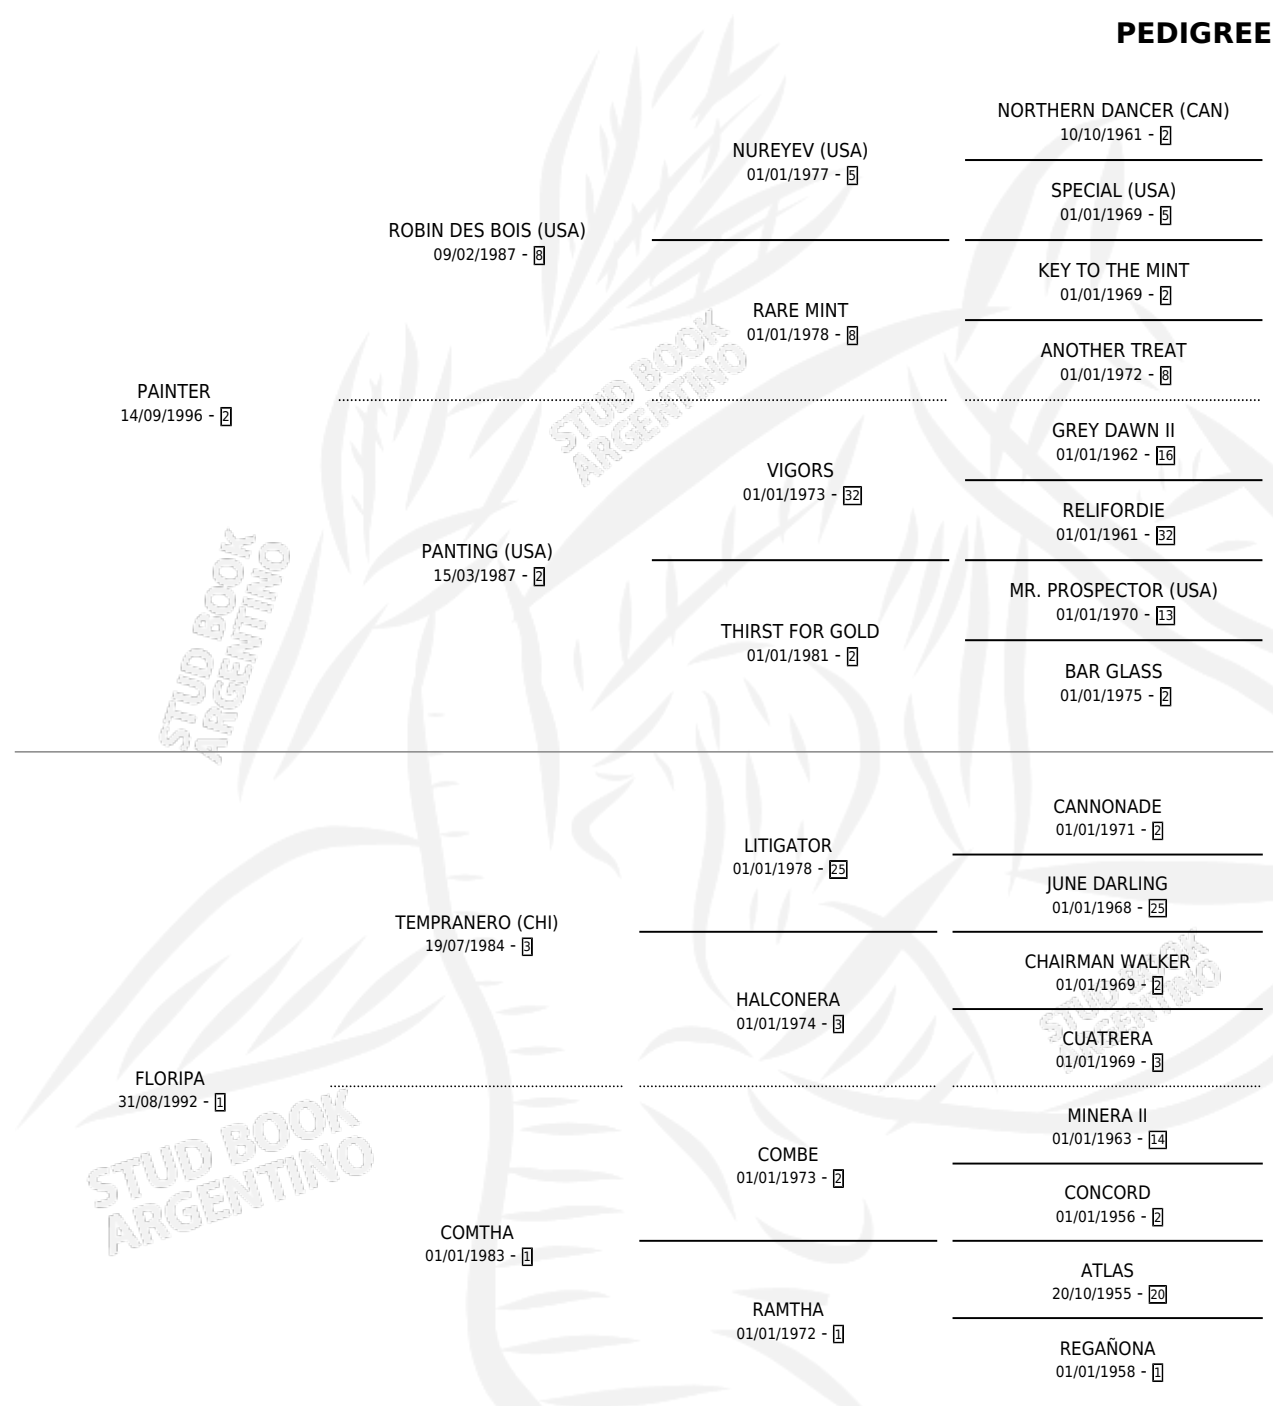 PEDIGREE
NORTHERN DANCER (CAN)
10/10/1961 - 2
NUREYEV (USA)
01/01/1977 - 5
SPECIAL (USA)
01/01/1969 - 5
ROBIN DES BOIS (USA)
09/02/1987 - 8
KEY TO THE MINT
01/01/1969 - 2
RARE MINT
01/01/1978 - 8
ANOTHER TREAT
01/01/1972 - 8
PAINTER
14/09/1996 - 2
GREY DAWN II
01/01/1962 - 16
VIGORS
01/01/1973 - 32
RELIFORDIE
01/01/1961 - 32
PANTING (USA)
15/03/1987 - 2
MR. PROSPECTOR (USA)
01/01/1970 - 13
THIRST FOR GOLD
01/01/1981 - 2
BAR GLASS
01/01/1975 - 2
CANNONADE
01/01/1971 - 2
LITIGATOR
01/01/1978 - 25
JUNE DARLING
01/01/1968 - 25
TEMPRANERO (CHI)
19/07/1984 - 3
CHAIRMAN WALKER
01/01/1969 - 2
HALCONERA
01/01/1974 - 3
CUATRERA
01/01/1969 - 3
FLORIPA
31/08/1992 - 1
MINERA II
01/01/1963 - 14
COMBE
01/01/1973 - 2
CONCORD
01/01/1956 - 2
COMTHA
01/01/1983 - 1
ATLAS
20/10/1955 - 20
RAMTHA
01/01/1972 - 1
REGAÑONA
01/01/1958 - 1
STUD BOOK
ARGENTINO
STUD BOOK
ARGENTINO
STUD BOOK
ARGENTINO
STUD BOOK
ARGENTINO